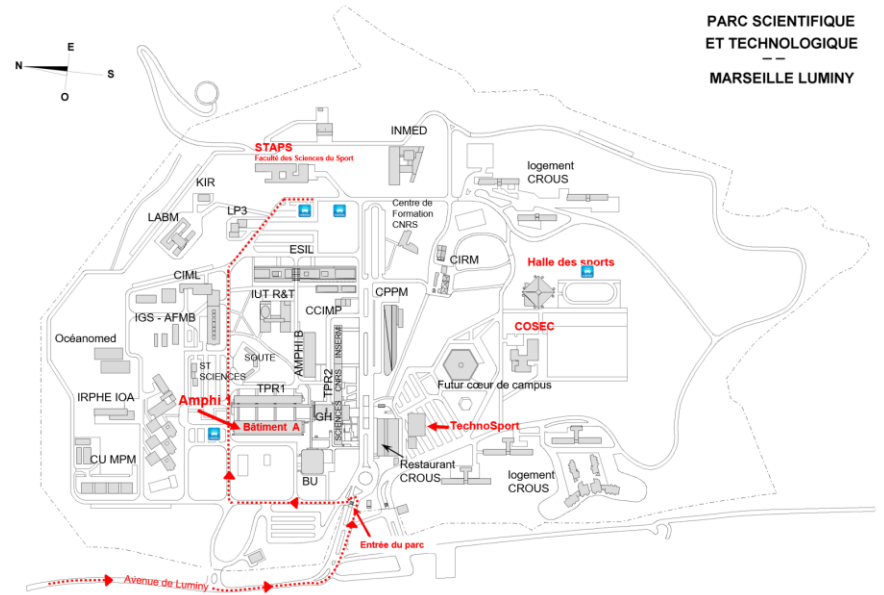 PARC SCIENTIFIQUE
ET TECHNOLOGIQUE
MARSEILLE LUMINY
E
N
S
O
STAPS
Faculté des Sciences du Sport
INMED
logement
CROUS
KIR
LP3
LABM
Centre de
Formation
CNRS
ESIL
CIRM
Halle des sports
CIML
IUT R&T
CPPM
CCIMP
IGS - AFMB
INSERM
COSEC
Océanomed
AMPHI B
SOUTE
ST
SCIENCES
CNRS
TPR2
Futur cœur de campus
TPR1
IRPHE IOA
Amphi 1
GH
Bâtiment A
SCIENCES
TechnoSport
CU MPM
BU
Restaurant
CROUS
logement
CROUS
Entrée du parc
Avenue de Luminy